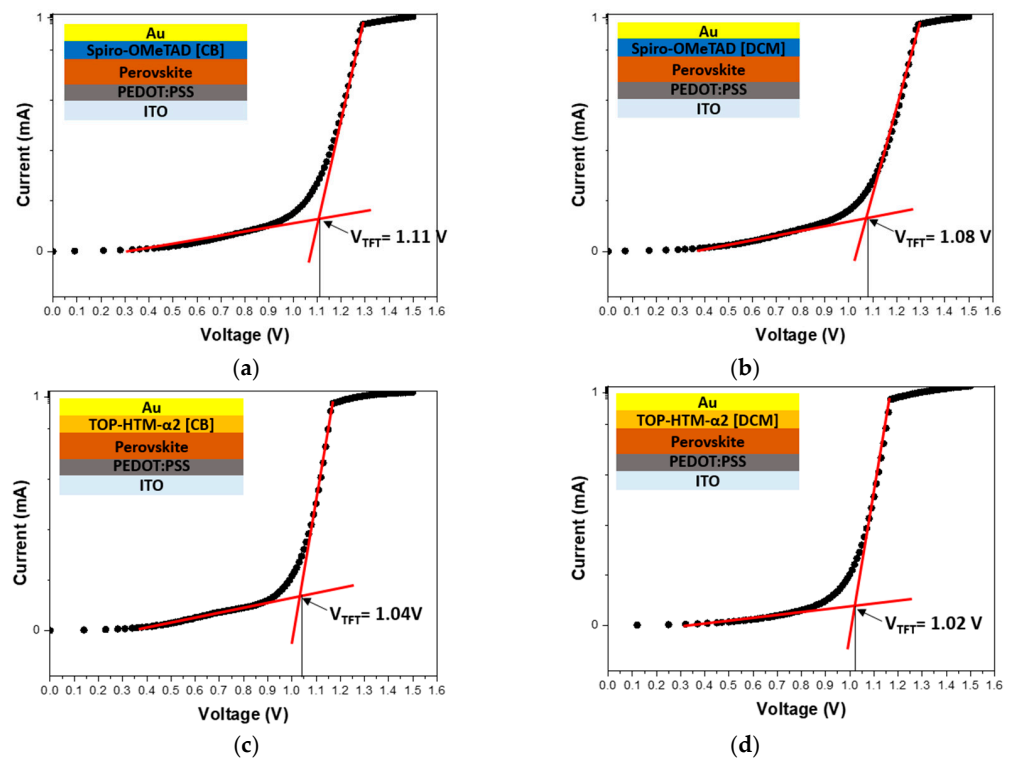 1
Au
Spiro-OMeTAD [CB]
Perovskite
PEDOT:PSS
ITO
Current (mA)
V_TFT= 1.11 V
0
0.0 0.1 0.2 0.3 0.4 0.5 0.6 0.7 0.8 0.9 1.0 1.1 1.2 1.3 1.4 1.5 1.6
Voltage (V)
(a)
1
Au
Spiro-OMeTAD [DCM]
Perovskite
PEDOT:PSS
ITO
Current (mA)
V_TFT= 1.08 V
0
0.0 0.1 0.2 0.3 0.4 0.5 0.6 0.7 0.8 0.9 1.0 1.1 1.2 1.3 1.4 1.5 1.6
Voltage (V)
(b)
1
Au
TOP-HTM-α2 [CB]
Perovskite
PEDOT:PSS
ITO
Current (mA)
V_TFT= 1.04V
0
0.0 0.1 0.2 0.3 0.4 0.5 0.6 0.7 0.8 0.9 1.0 1.1 1.2 1.3 1.4 1.5 1.6
Voltage (V)
(c)
1
Au
TOP-HTM-α2 [DCM]
Perovskite
PEDOT:PSS
ITO
Current (mA)
V_TFT= 1.02 V
0
0.0 0.1 0.2 0.3 0.4 0.5 0.6 0.7 0.8 0.9 1.0 1.1 1.2 1.3 1.4 1.5 1.6
Voltage (V)
(d)